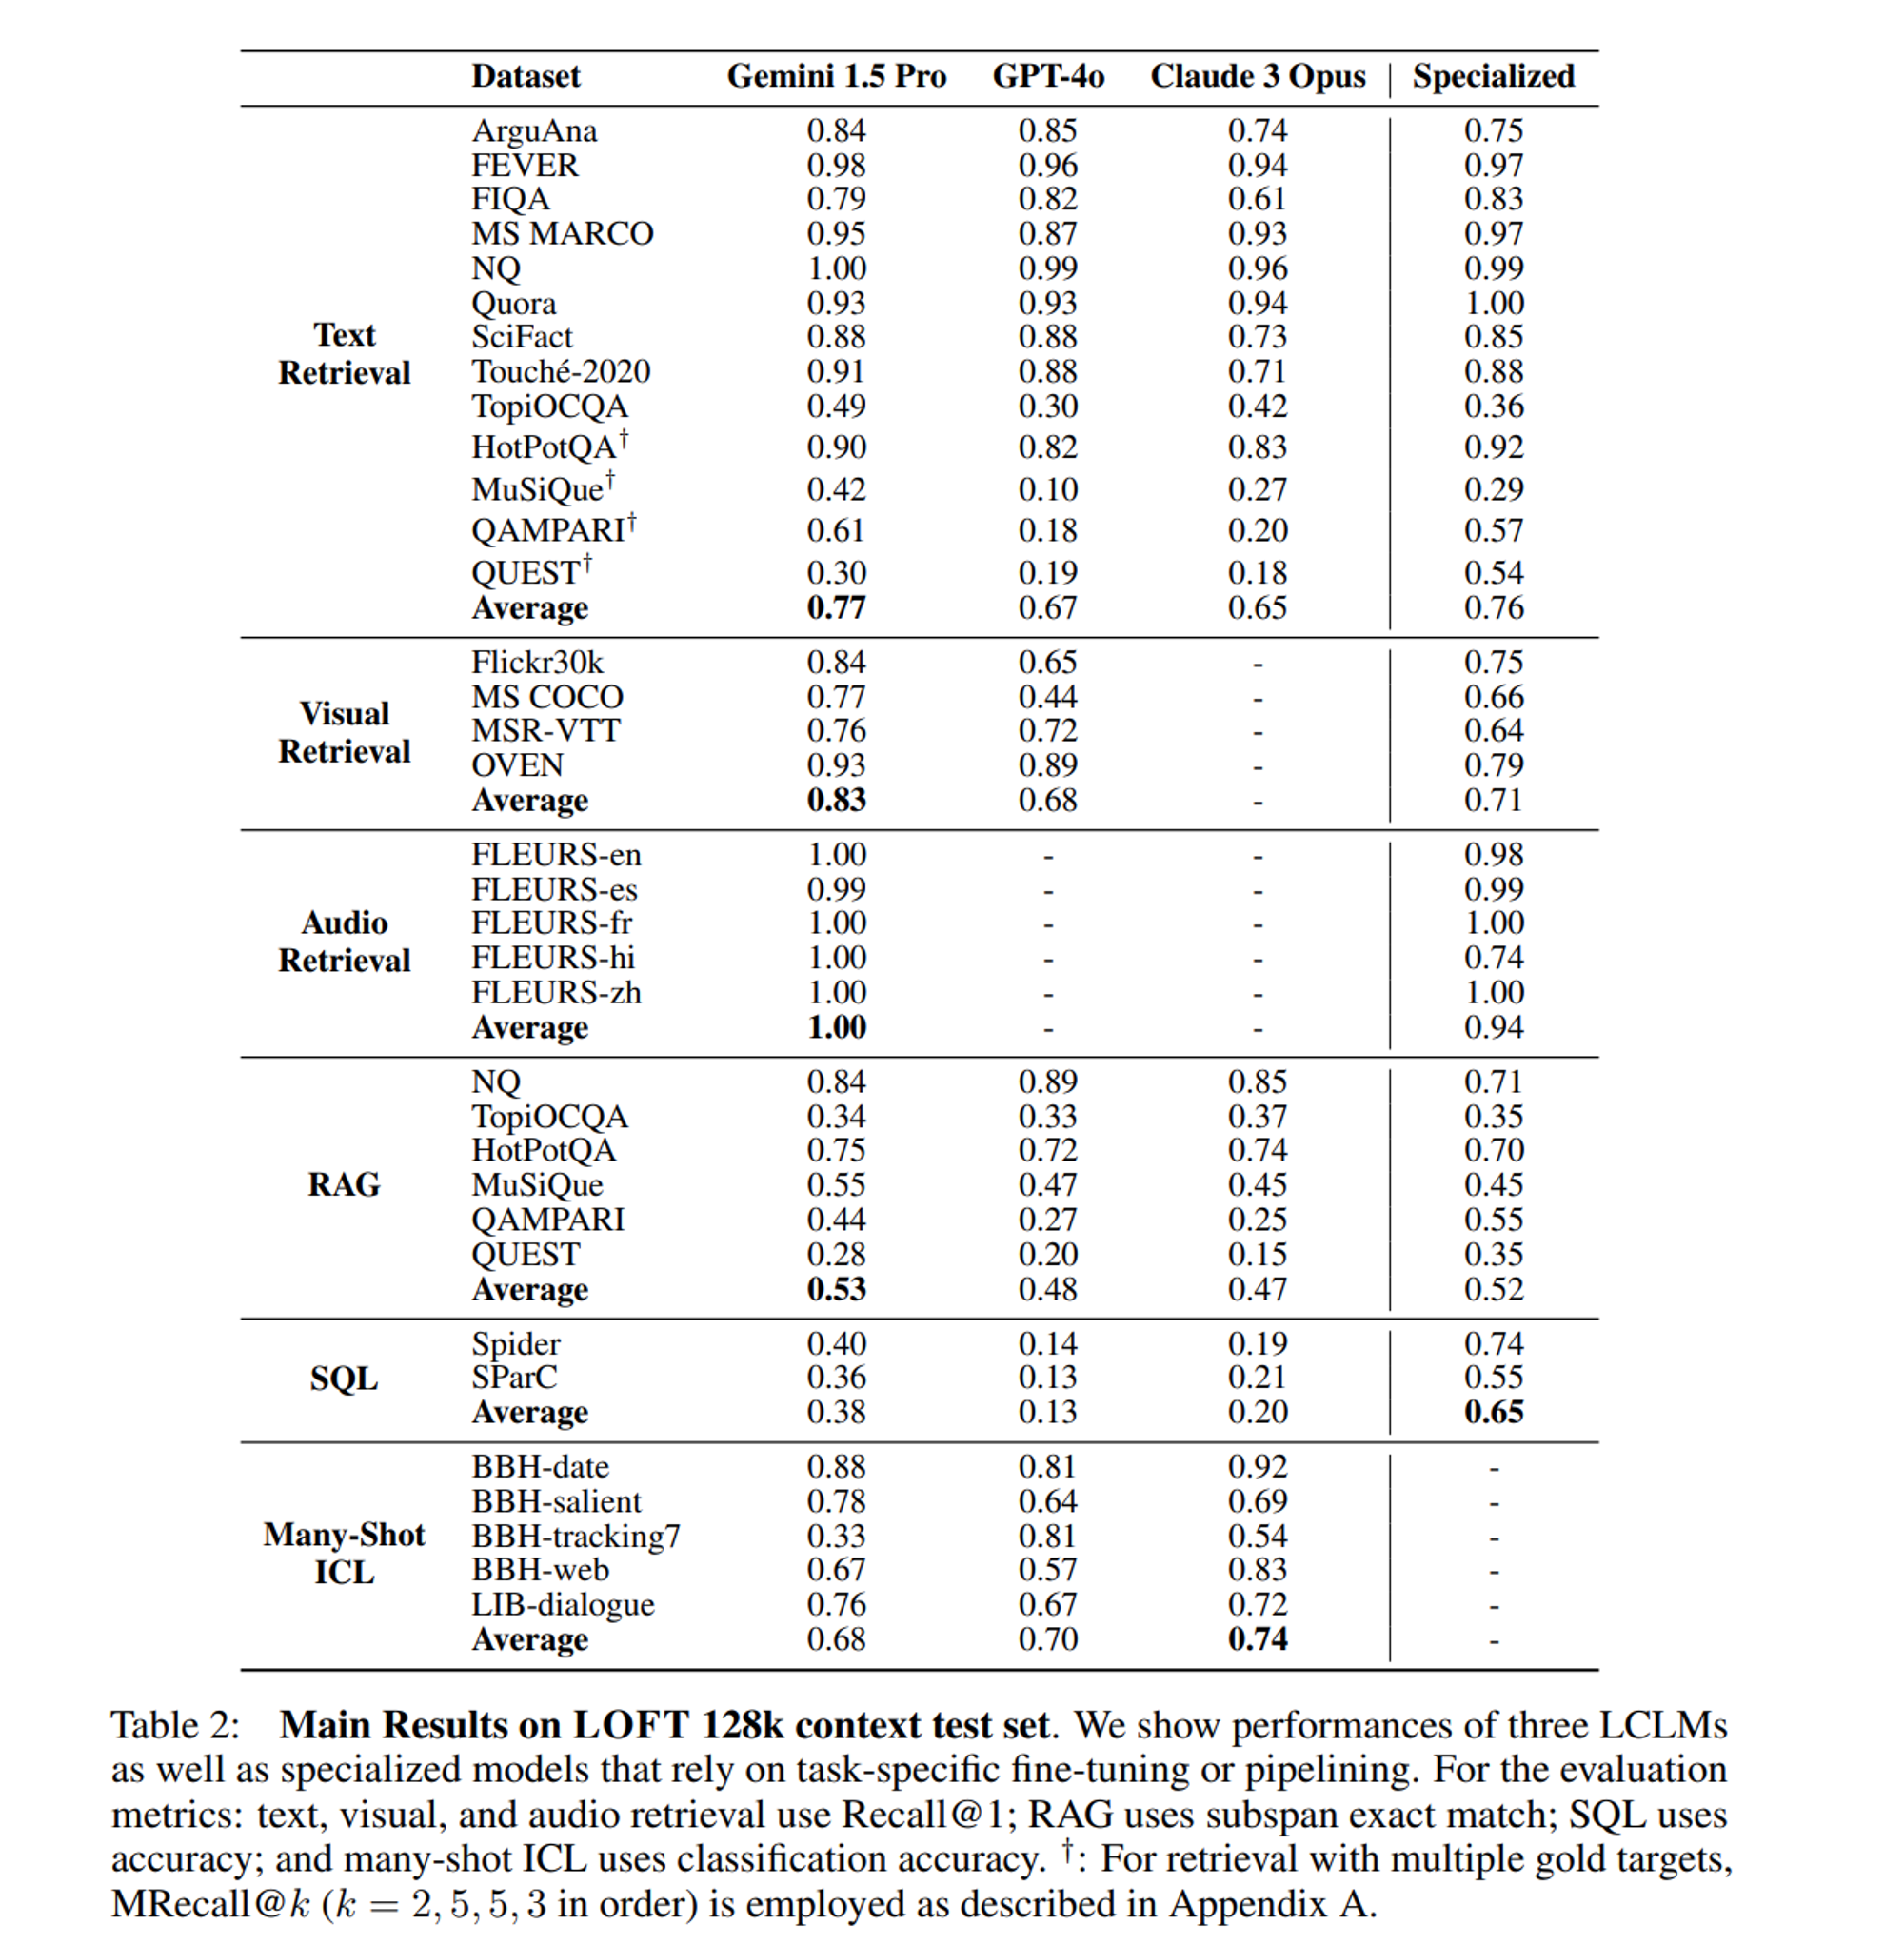 Dataset Gemini 1.5 Pro GPT-4o Claude 3 Opus Specialized
Text Retrieval
ArguAna 0.84 0.85 0.74 0.75
FEVER 0.98 0.96 0.94 0.97
FIQA 0.79 0.82 0.61 0.83
MS MARCO 0.95 0.87 0.93 0.97
NQ 1.00 0.99 0.96 0.99
Quora 0.93 0.93 0.94 1.00
SciFact 0.88 0.88 0.73 0.85
Touché-2020 0.91 0.88 0.71 0.88
TopiOCQA 0.49 0.30 0.42 0.36
HotPotQA† 0.90 0.82 0.83 0.92
MuSiQue† 0.42 0.10 0.27 0.29
QAMPARI† 0.61 0.18 0.20 0.57
QUEST† 0.30 0.19 0.18 0.54
Average 0.77 0.67 0.65 0.76
Visual Retrieval
Flickr30k 0.84 0.65 - 0.75
MS COCO 0.77 0.44 - 0.66
MSR-VTT 0.76 0.72 - 0.64
OVEN 0.93 0.89 - 0.79
Average 0.83 0.68 - 0.71
Audio Retrieval
FLEURS-en 1.00 - - 0.98
FLEURS-es 0.99 - - 0.99
FLEURS-fr 1.00 - - 1.00
FLEURS-hi 1.00 - - 0.74
FLEURS-zh 1.00 - - 1.00
Average 1.00 - - 0.94
RAG
NQ 0.84 0.89 0.85 0.71
TopiOCQA 0.34 0.33 0.37 0.35
HotPotQA 0.75 0.72 0.74 0.70
MuSiQue 0.55 0.47 0.45 0.45
QAMPARI 0.44 0.27 0.25 0.55
QUEST 0.28 0.20 0.15 0.35
Average 0.53 0.48 0.47 0.52
SQL
Spider 0.40 0.14 0.19 0.74
SParC 0.36 0.13 0.21 0.55
Average 0.38 0.13 0.20 0.65
Many-Shot ICL
BBH-date 0.88 0.81 0.92 -
BBH-salient 0.78 0.64 0.69 -
BBH-tracking7 0.33 0.81 0.54 -
BBH-web 0.67 0.57 0.83 -
LIB-dialogue 0.76 0.67 0.72 -
Average 0.68 0.70 0.74 -
Table 2: Main Results on LOFT 128k context test set. We show performances of three LCLMs
as well as specialized models that rely on task-specific fine-tuning or pipelining. For the evaluation
metrics: text, visual, and audio retrieval use Recall@1; RAG uses subspan exact match; SQL uses
accuracy; and many-shot ICL uses classification accuracy. †: For retrieval with multiple gold targets,
MRecall@k (k = 2, 5, 5, 3 in order) is employed as described in Appendix A.